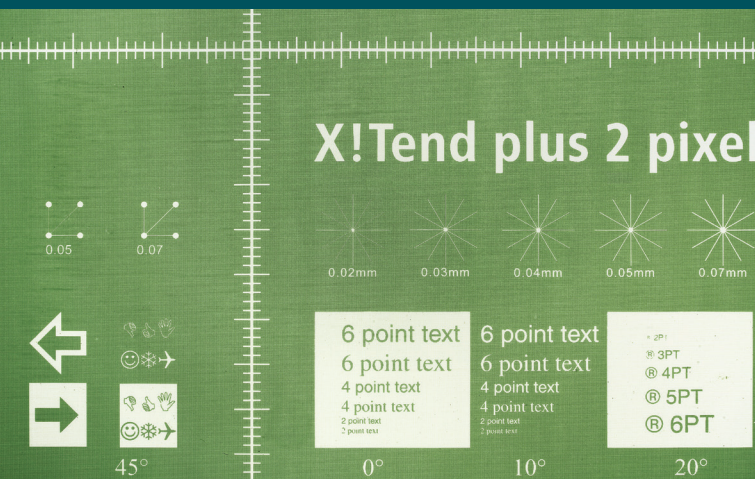 X!Tend plus 2 pixel
0.05 0.07
0.02mm 0.03mm 0.04mm 0.05mm 0.07mm
6 point text
6 point text
4 point text
4 point text
2 point text
2 point text
6 point text
6 point text
4 point text
4 point text
2 point text
2 point text
® 3PT
® 4PT
® 5PT
® 6PT
45° 0° 10° 20°